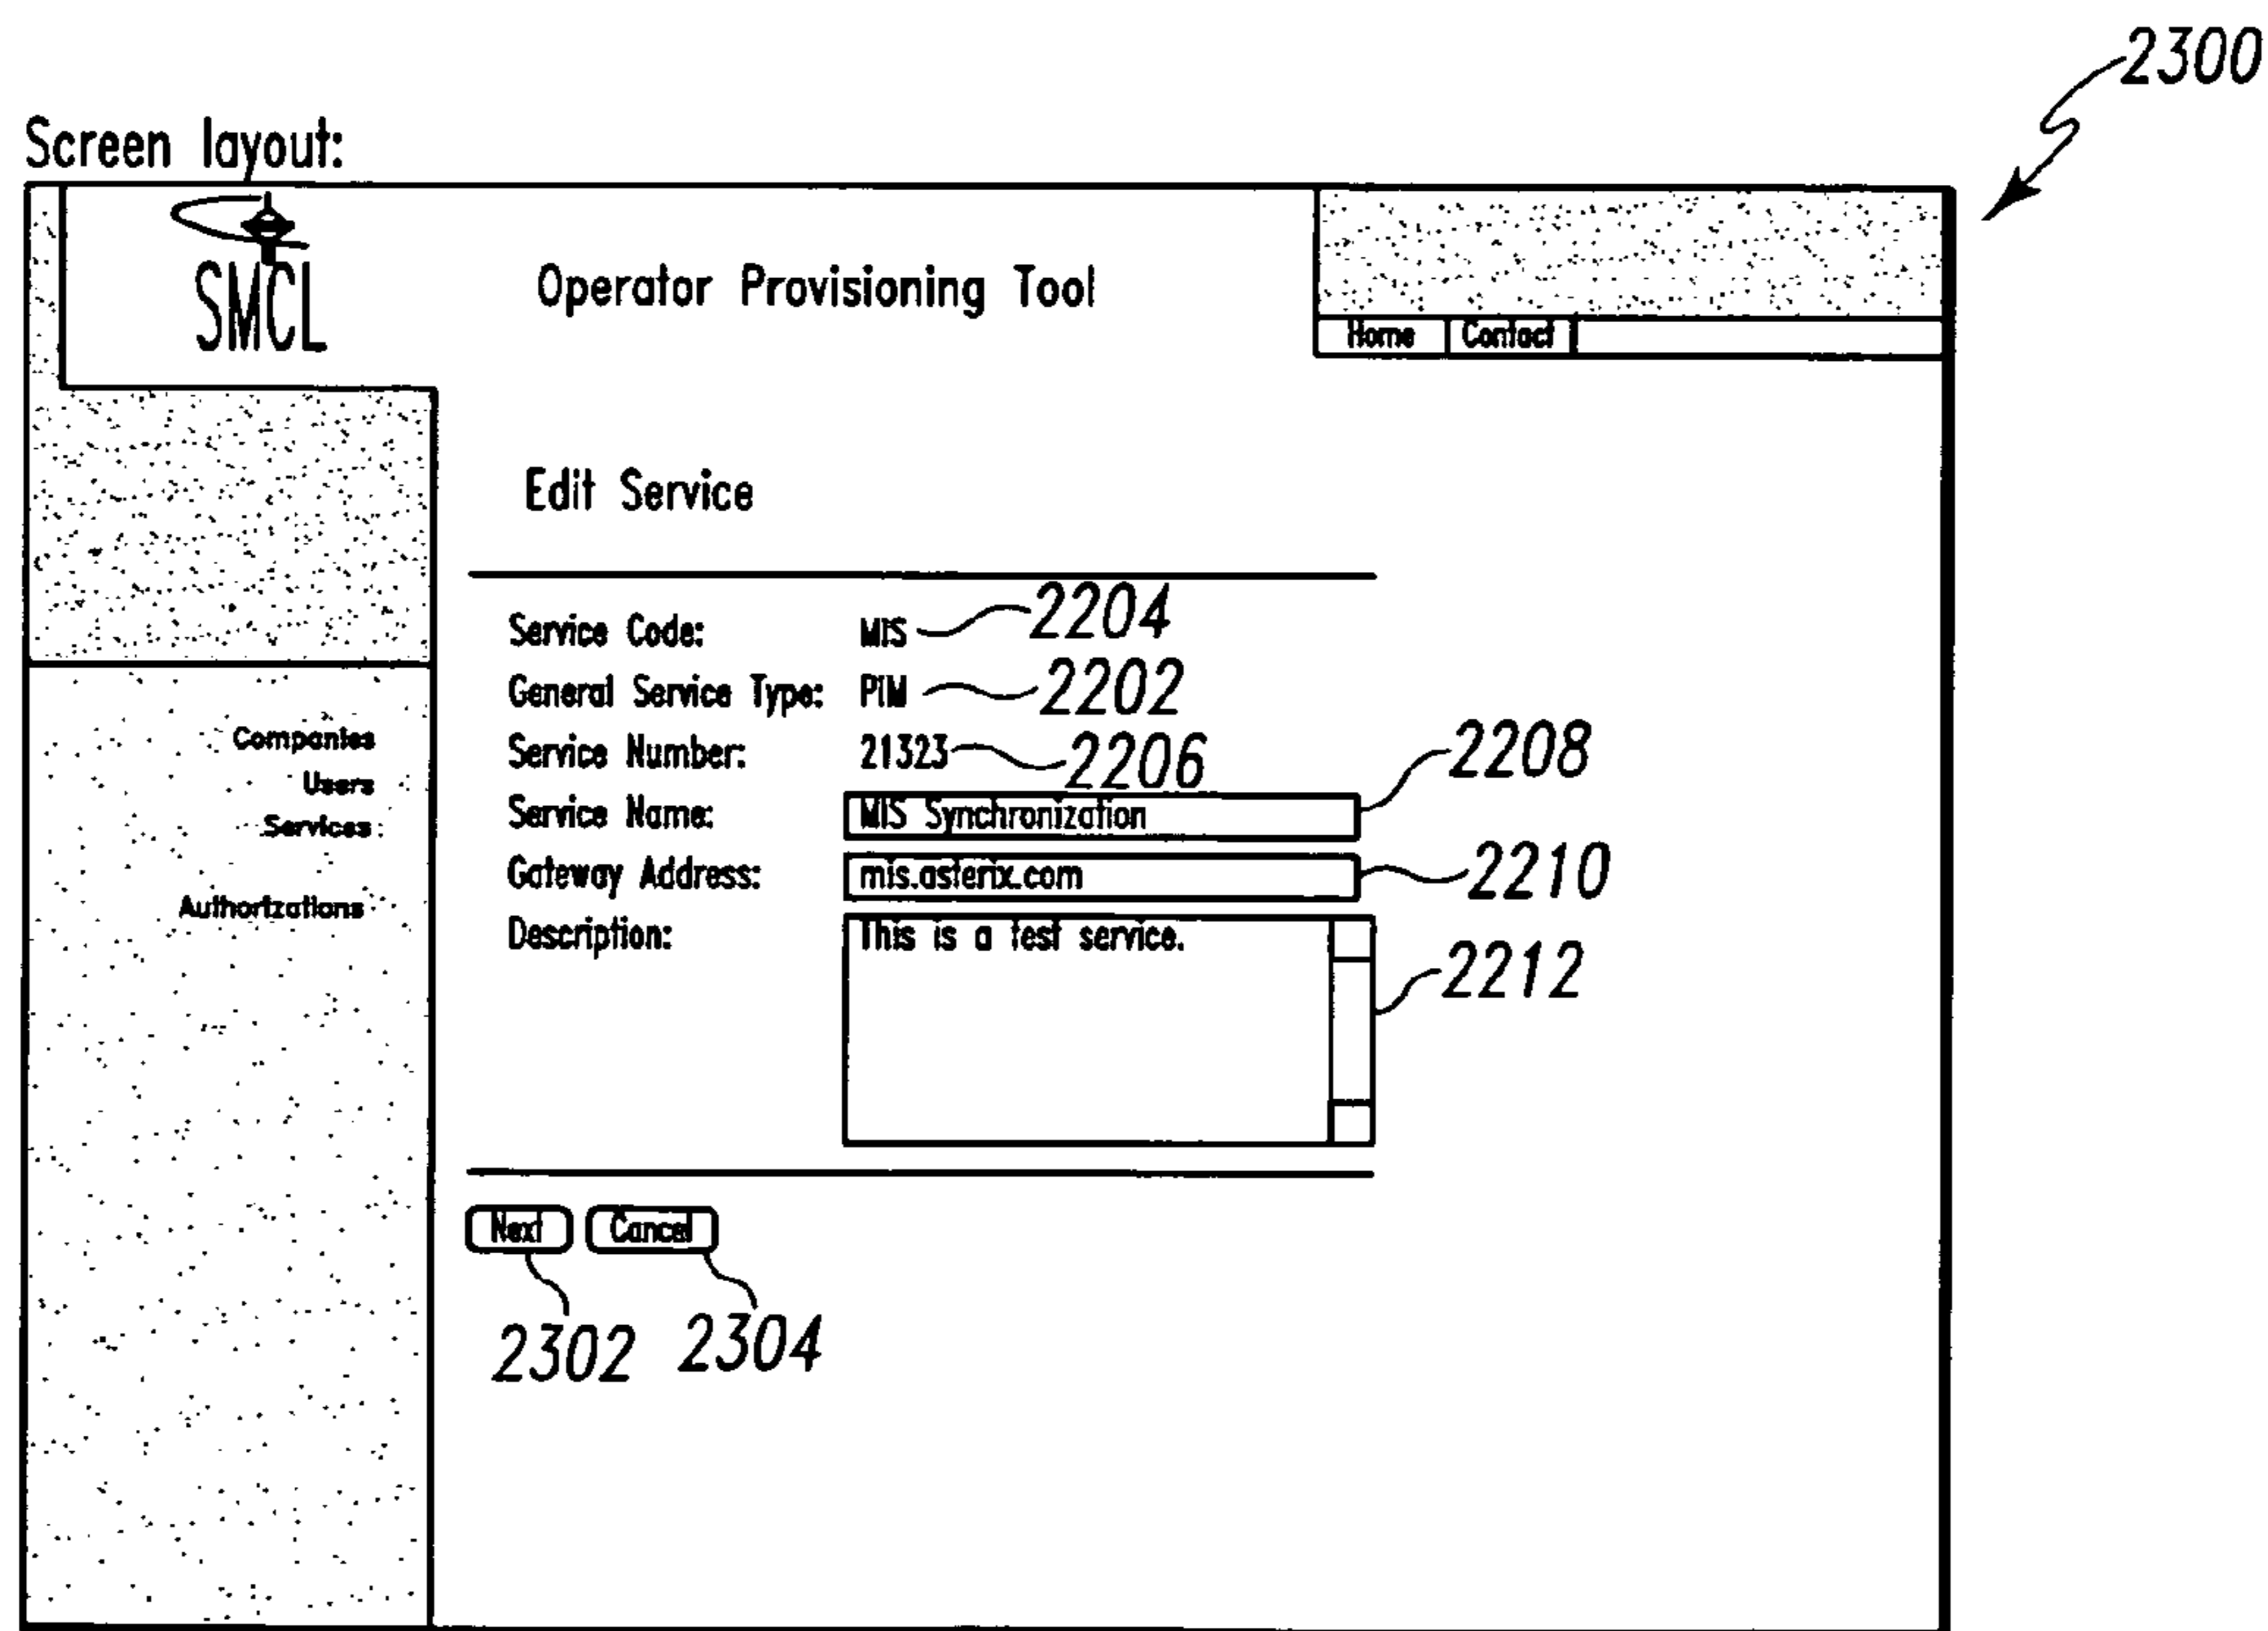 2300
Screen layout:
SMCL
Operator Provisioning Tool
Home Contact
Edit Service
Service Code: MIS 2204
General Service Type: PIM 2202
Service Number: 21323 2206
Service Name: MIS Synchronization 2208
Gateway Address: mis.asterix.com 2210
Description: This is a test service. 2212
Companies
Users
Services
Authorizations
Next Cancel
2302 2304